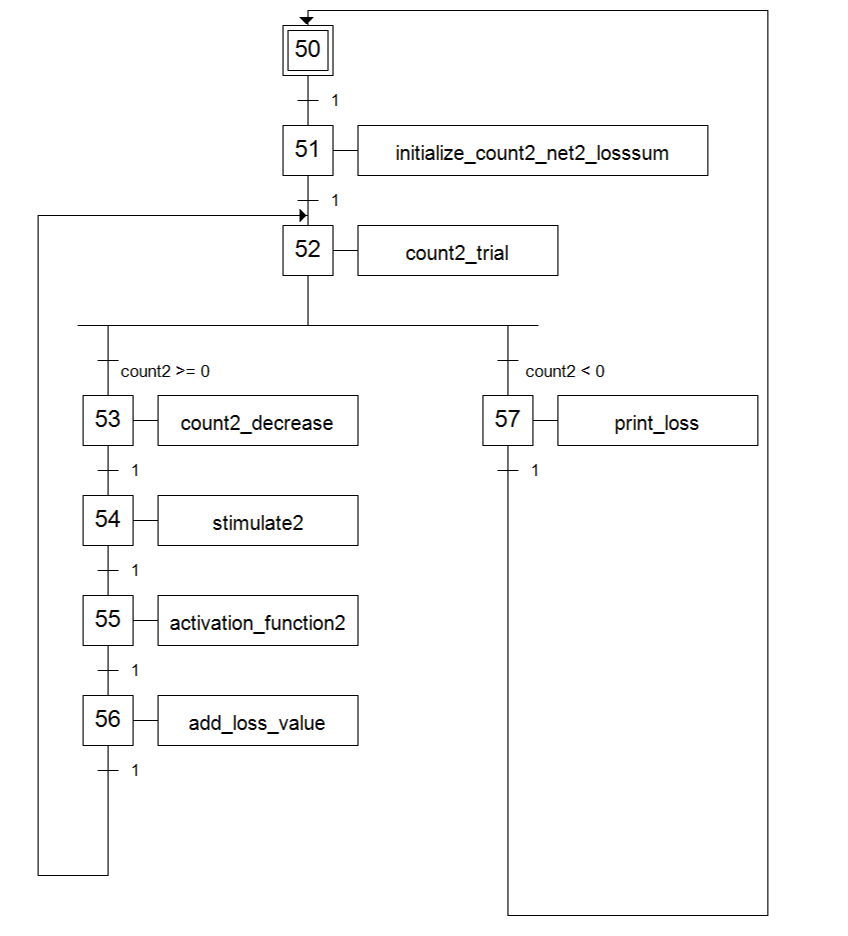 50
1
51
initialize_count2_net2_losssum
1
52
count2_trial
count2 >= 0
count2 < 0
53
count2_decrease
57
print_loss
1
1
54
stimulate2
1
55
activation_function2
1
56
add_loss_value
1